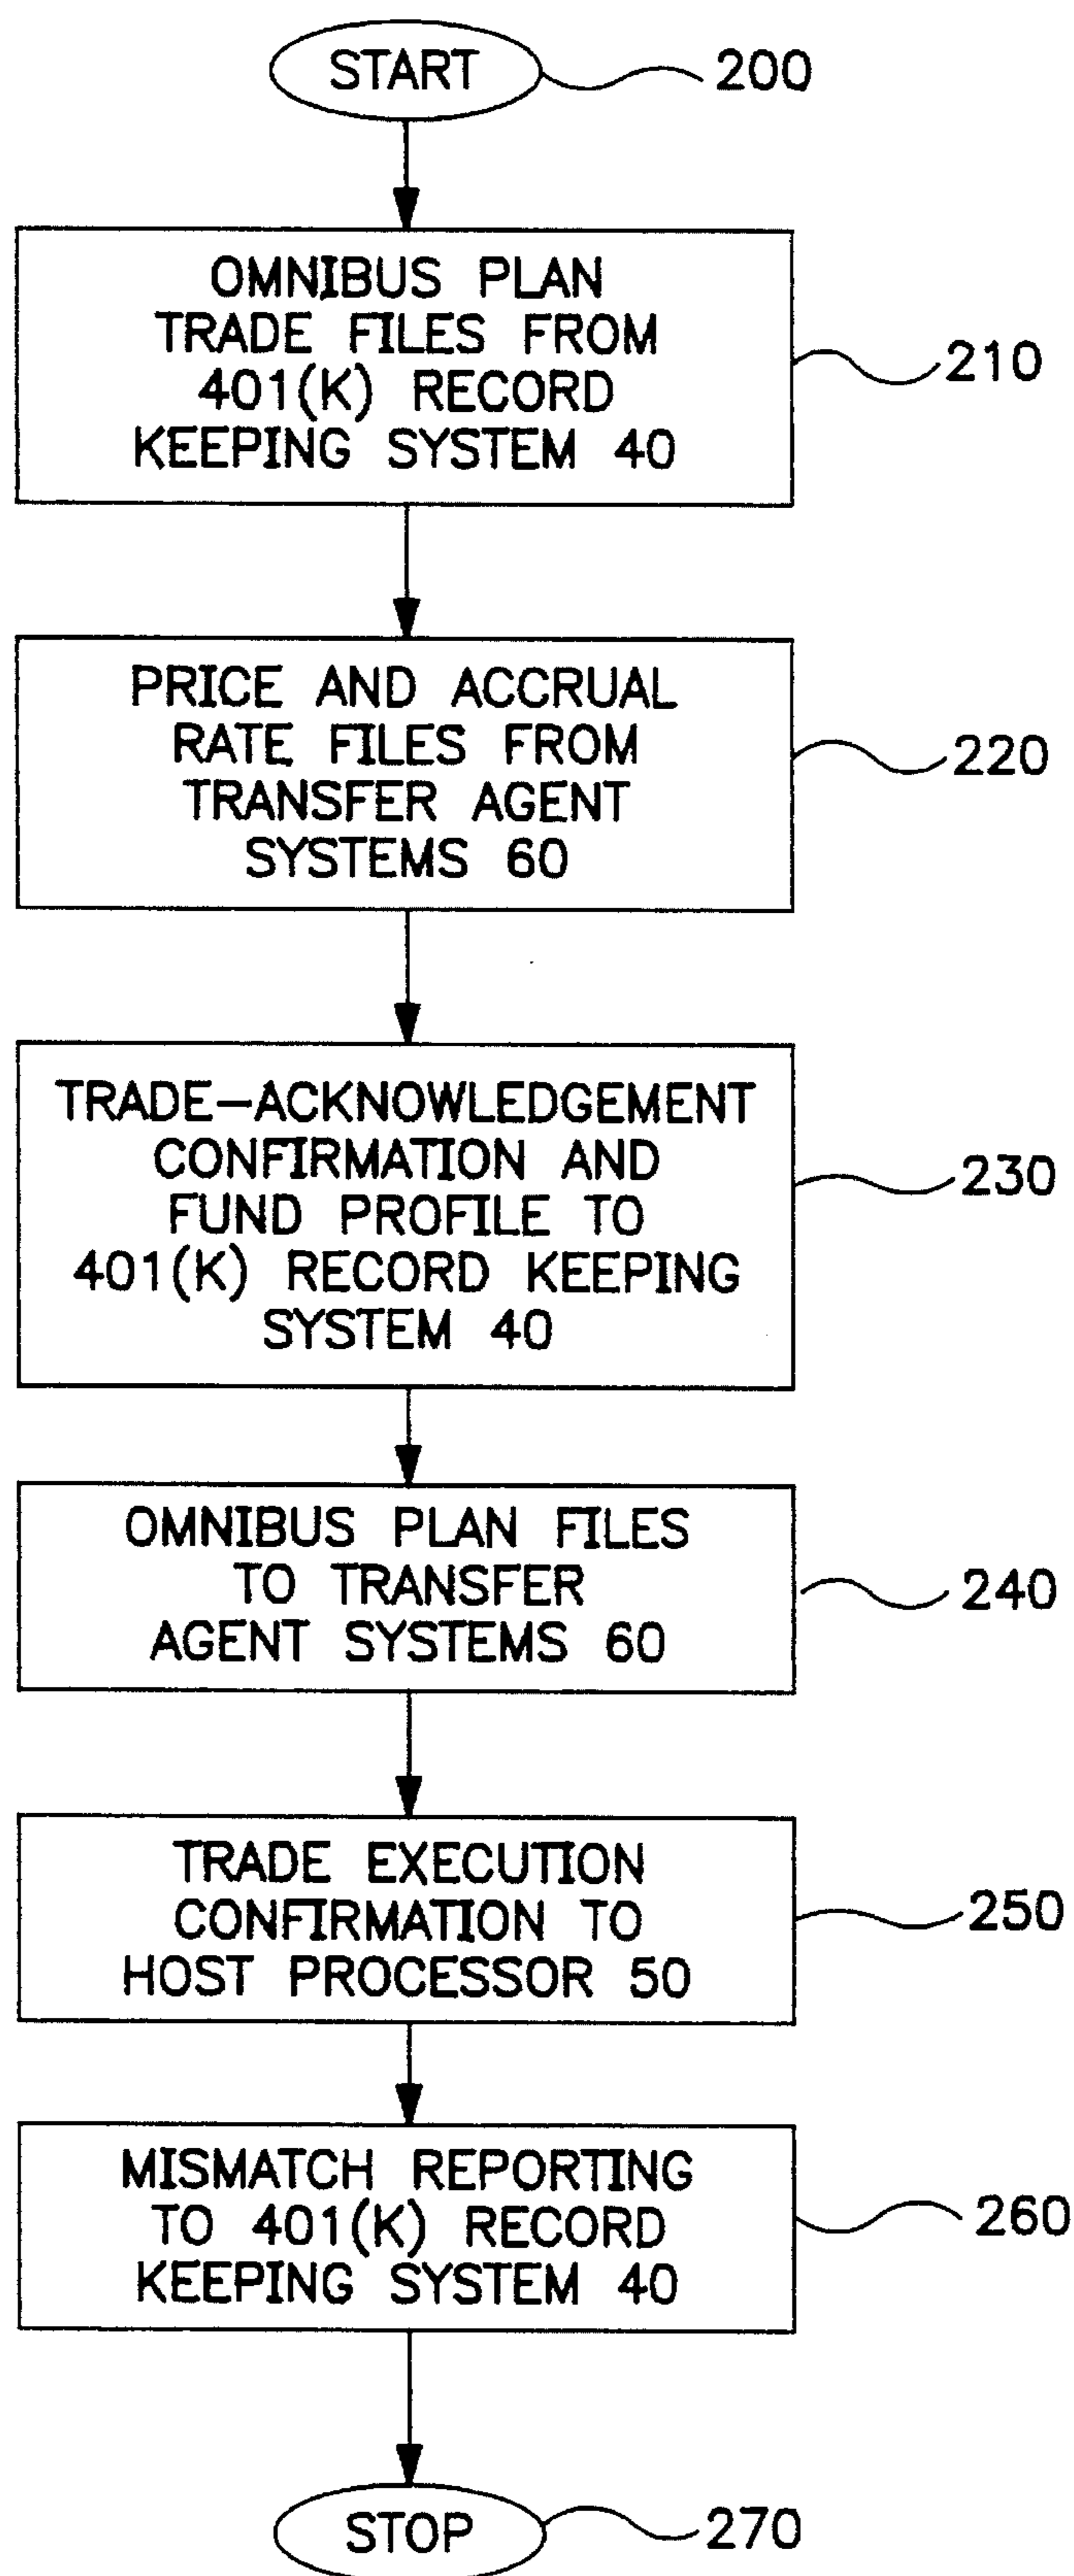 START
200
OMNIBUS PLAN
TRADE FILES FROM
401(K) RECORD
KEEPING SYSTEM 40
210
PRICE AND ACCRUAL
RATE FILES FROM
TRANSFER AGENT
SYSTEMS 60
220
TRADE-ACKNOWLEDGEMENT
CONFIRMATION AND
FUND PROFILE TO
401(K) RECORD KEEPING
SYSTEM 40
230
OMNIBUS PLAN FILES
TO TRANSFER
AGENT SYSTEMS 60
240
TRADE EXECUTION
CONFIRMATION TO
HOST PROCESSOR 50
250
MISMATCH REPORTING
TO 401(K) RECORD
KEEPING SYSTEM 40
260
STOP
270